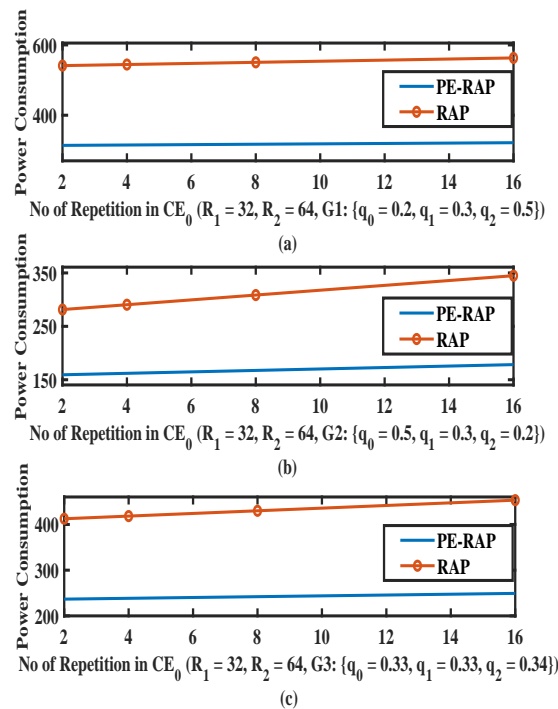 Power Consumption
600
400
PE-RAP
RAP
2 4 6 8 10 12 14 16
No of Repetition in CE₀ (R₁ = 32, R₂ = 64, G1: {q₀ = 0.2, q₁ = 0.3, q₂ = 0.5})
(a)
Power Consumption
350
250
150
PE-RAP
RAP
2 4 6 8 10 12 14 16
No of Repetition in CE₀ (R₁ = 32, R₂ = 64, G2: {q₀ = 0.5, q₁ = 0.3, q₂ = 0.2})
(b)
Power Consumption
400
300
200
PE-RAP
RAP
2 4 6 8 10 12 14 16
No of Repetition in CE₀ (R₁ = 32, R₂ = 64, G3: {q₀ = 0.33, q₁ = 0.33, q₂ = 0.34})
(c)